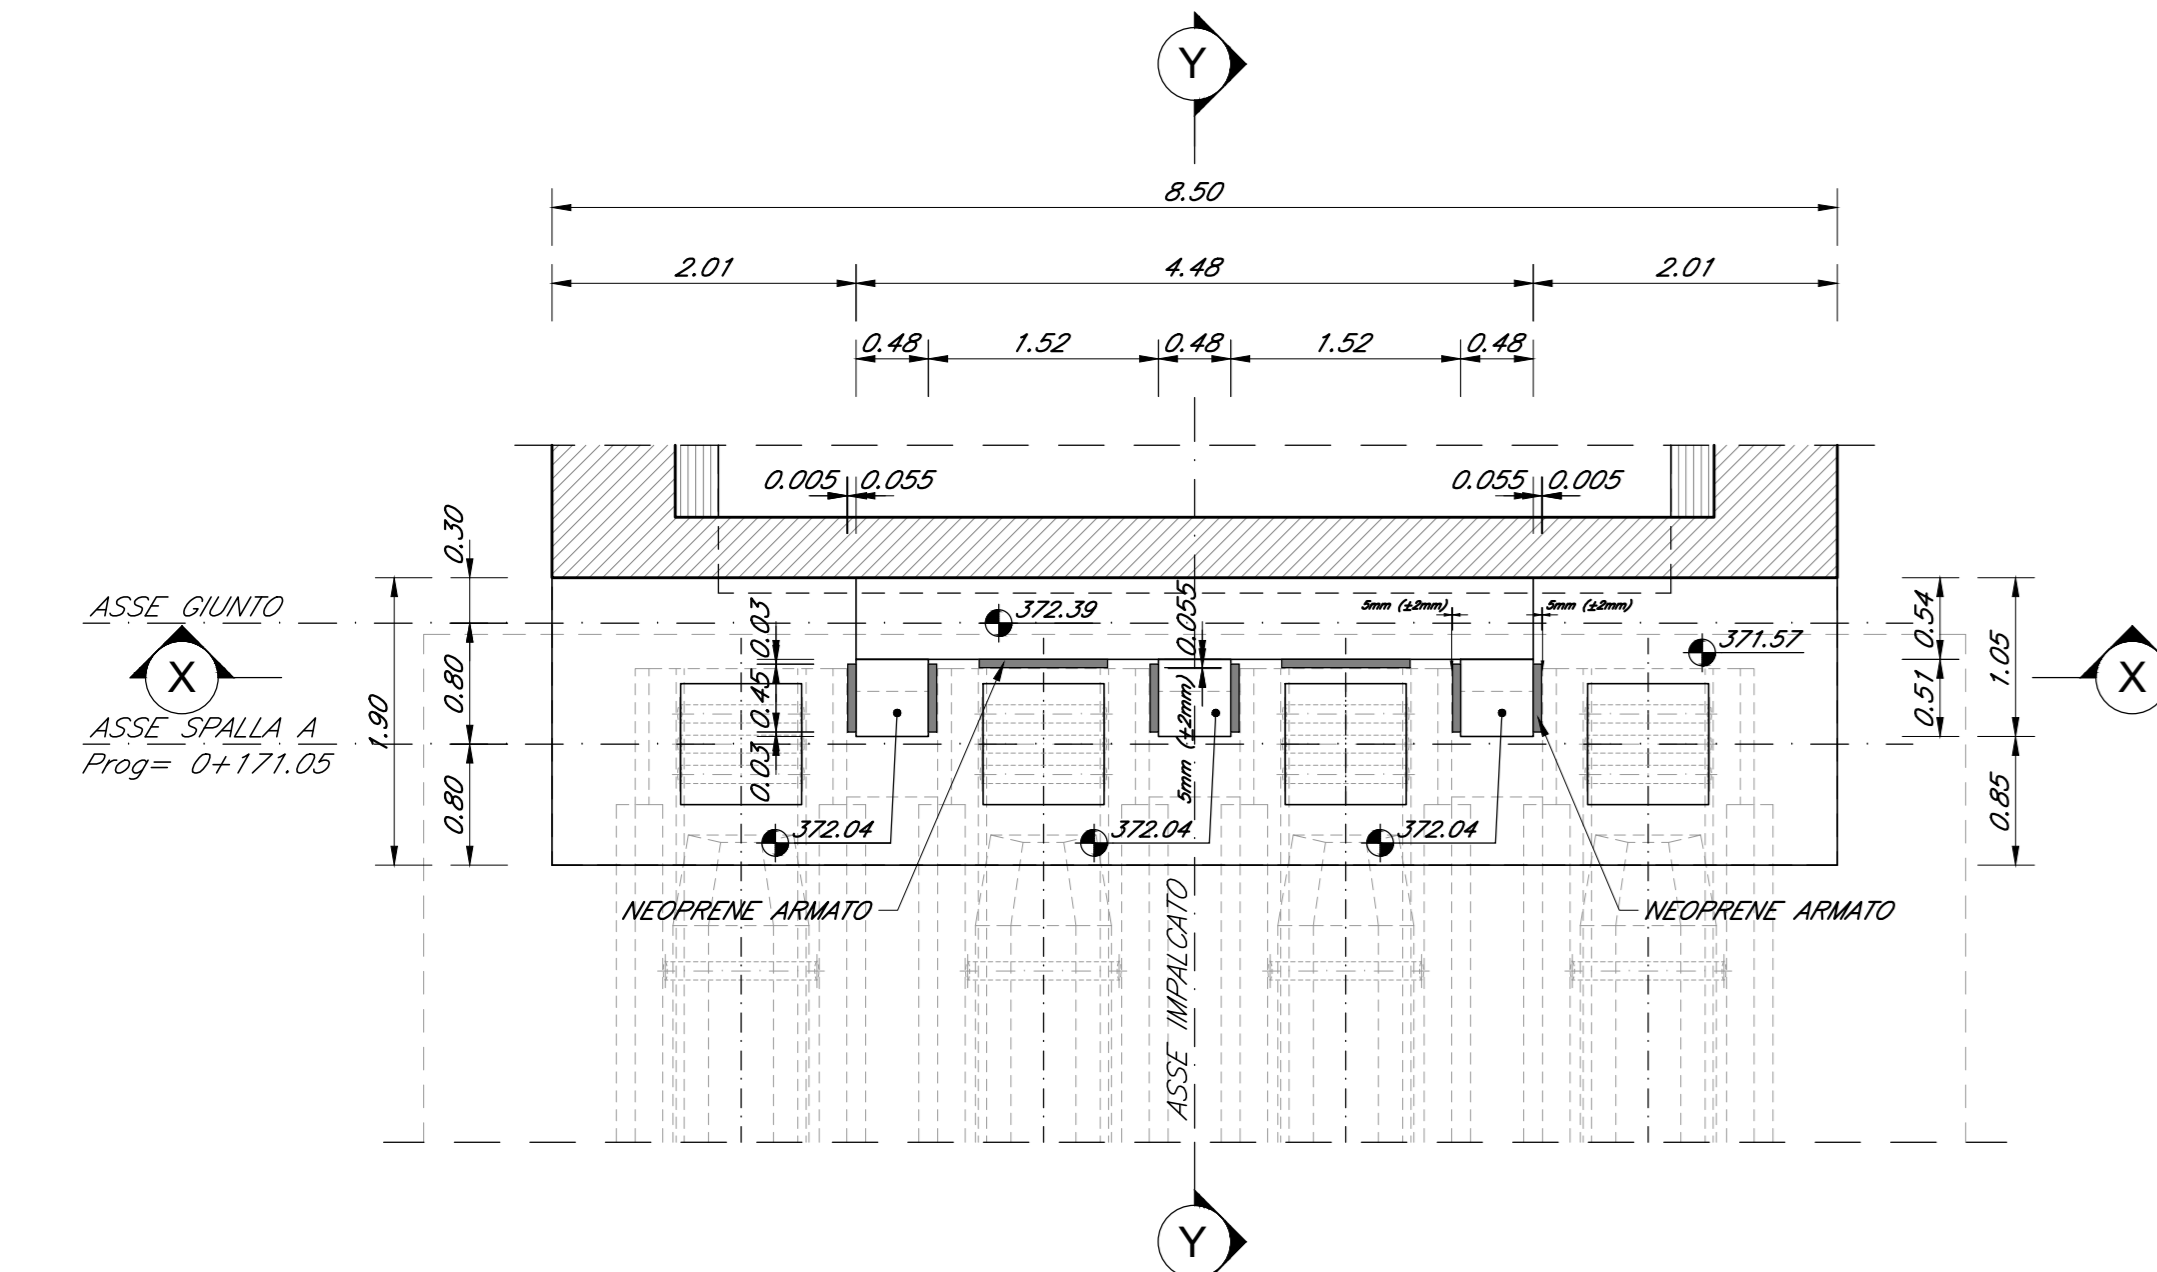 Y
8.50
2.01
4.48
2.01
0.48
1.52
0.48
1.52
0.48
0.005
0.055
0.055
0.005
0.30
ASSE GIUNTO
0.03
372.39
0.055
5mm (±2mm)
5mm (±2mm)
371.57
0.54
1.05
X
X
0.80
0.45
0.51
1.90
ASSE SPALLA A
Prog= 0+171.05
5mm (±2mm)
0.03
0.80
0.85
372.04
372.04
372.04
NEOPRENE ARMATO
NEOPRENE ARMATO
ASSE IMPALCATO
Y